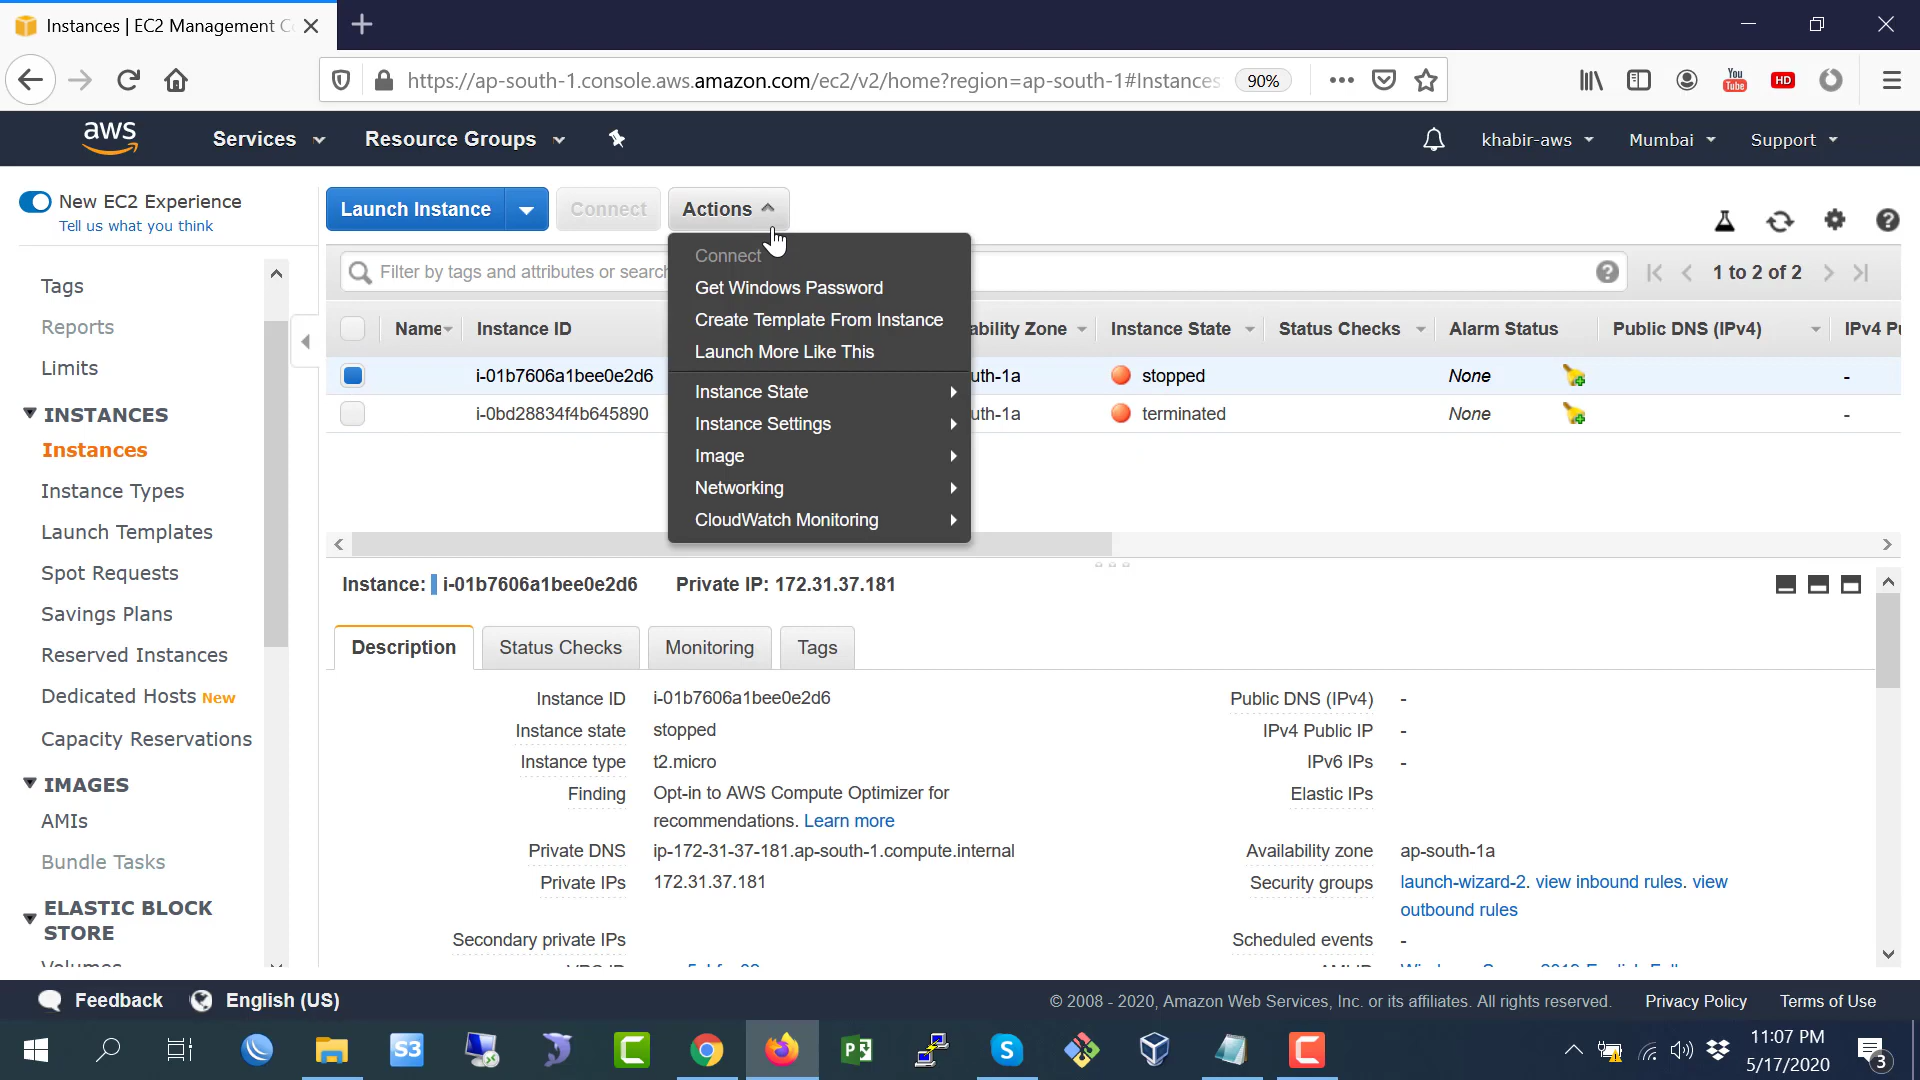 Instances | EC2 Management C
https://ap-south-1.console.aws.amazon.com/ec2/v2/home?region=ap-south-1#Instances
90%
You Tube
HD
aws
Services
Resource Groups
khabir-aws
Mumbai
Support
New EC2 Experience
Tell us what you think
Launch Instance
Connect
Actions
Connect
Get Windows Password
Create Template From Instance
Launch More Like This
Instance State
Instance Settings
Image
Networking
CloudWatch Monitoring
Filter by tags and attributes or search
1 to 2 of 2
Name Instance ID ability Zone Instance State Status Checks Alarm Status Public DNS (IPv4) IPv4 Pu
i-01b7606a1bee0e2d6 uth-1a stopped None -
i-0bd28834f4b645890 uth-1a terminated None -
Tags
Reports
Limits
INSTANCES
Instances
Instance Types
Launch Templates
Spot Requests
Savings Plans
Reserved Instances
Dedicated Hosts New
Capacity Reservations
IMAGES
AMIs
Bundle Tasks
ELASTIC BLOCK
STORE
Volumes
Instance: i-01b7606a1bee0e2d6 Private IP: 172.31.37.181
Description Status Checks Monitoring Tags
Instance ID i-01b7606a1bee0e2d6
Instance state stopped
Instance type t2.micro
Finding Opt-in to AWS Compute Optimizer for
recommendations. Learn more
Private DNS ip-172-31-37-181.ap-south-1.compute.internal
Private IPs 172.31.37.181
Secondary private IPs
Public DNS (IPv4) -
IPv4 Public IP -
IPv6 IPs -
Elastic IPs
Availability zone ap-south-1a
Security groups launch-wizard-2. view inbound rules. view
outbound rules
Scheduled events -
Feedback
English (US)
© 2008 - 2020, Amazon Web Services, Inc. or its affiliates. All rights reserved.
Privacy Policy
Terms of Use
S3
11:07 PM
5/17/2020
3